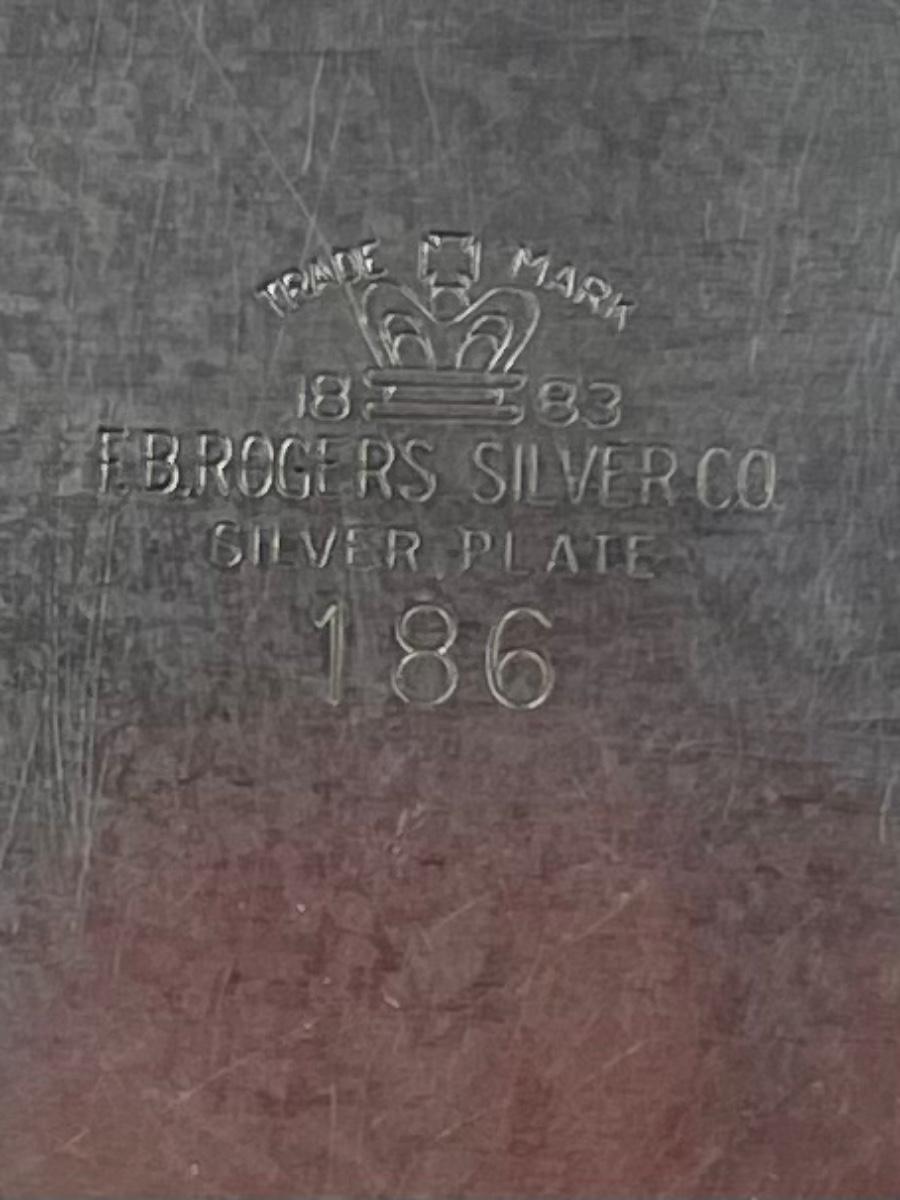 TRADE MARK
1883
F.B.ROGERS SILVER CO.
SILVER PLATE
186